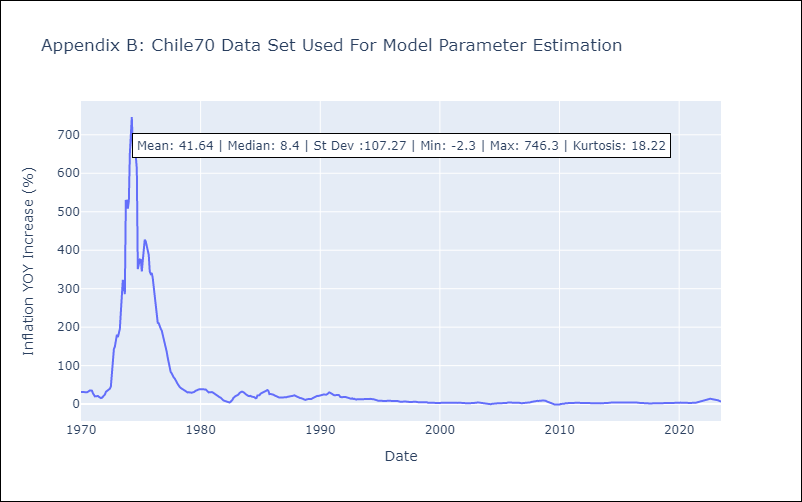 Appendix B: Chile70 Data Set Used For Model Parameter Estimation
Mean: 41.64 | Median: 8.4 | St Dev :107.27 | Min: -2.3 | Max: 746.3 | Kurtosis: 18.22
Inflation YOY Increase (%)
700
600
500
400
300
200
100
0
1970 1980 1990 2000 2010 2020
Date